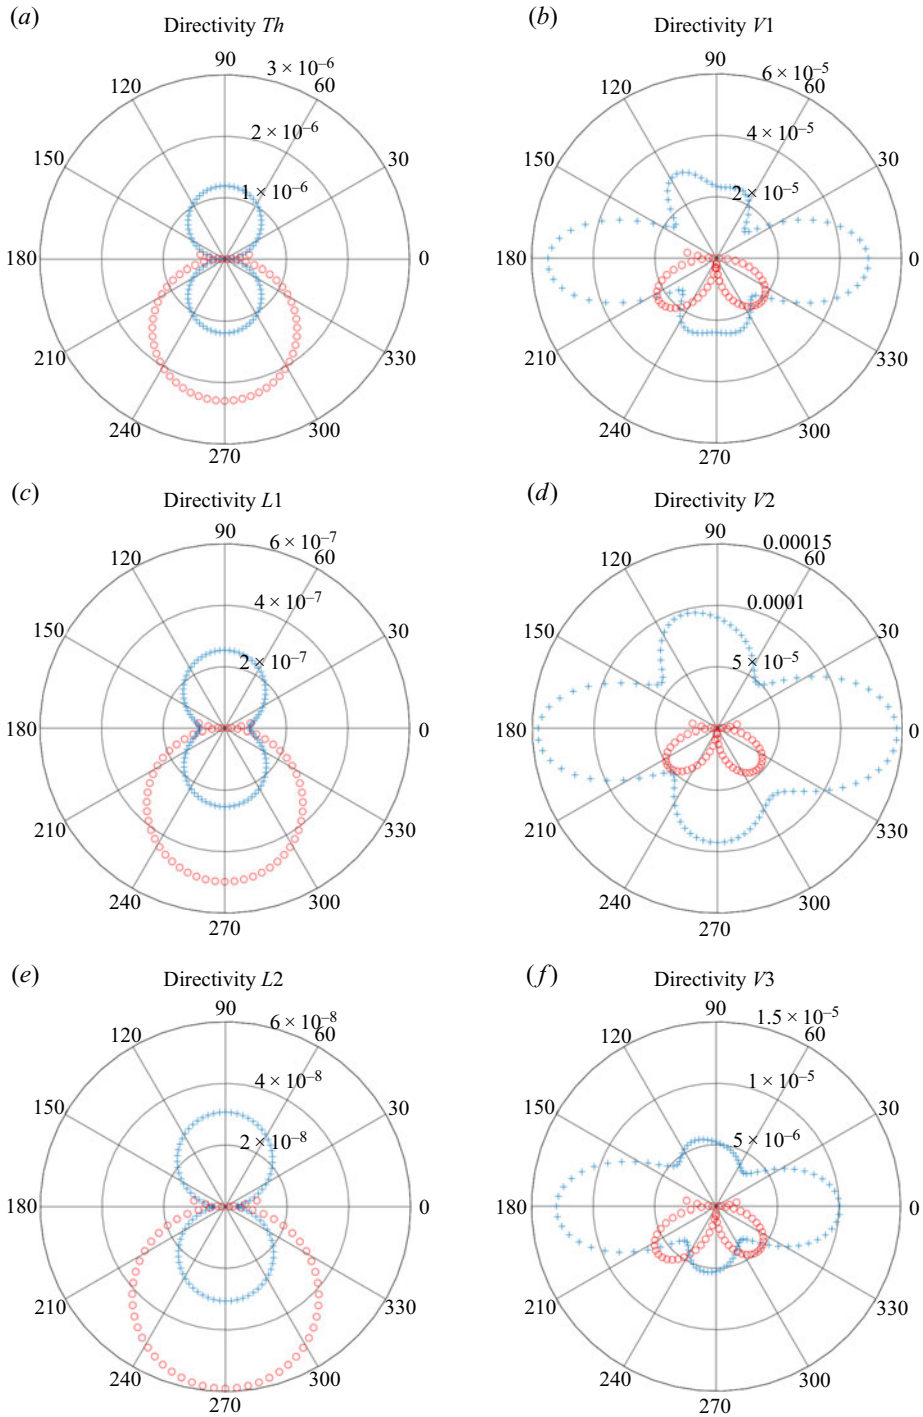 (a)
Directivity Th
90
3 × 10⁻⁶
120
60
2 × 10⁻⁶
150
30
1 × 10⁻⁶
180
0
210
330
240
300
270
(b)
Directivity V1
90
6 × 10⁻⁵
120
60
4 × 10⁻⁵
150
30
2 × 10⁻⁵
180
0
210
330
240
300
270
(c)
Directivity L1
90
6 × 10⁻⁷
120
60
4 × 10⁻⁷
150
30
2 × 10⁻⁷
180
0
210
330
240
300
270
(d)
Directivity V2
90
0.00015
120
60
0.0001
150
30
5 × 10⁻⁵
180
0
210
330
240
300
270
(e)
Directivity L2
90
6 × 10⁻⁸
120
60
4 × 10⁻⁸
150
30
2 × 10⁻⁸
180
0
210
330
240
300
270
(f)
Directivity V3
90
1.5 × 10⁻⁵
120
60
1 × 10⁻⁵
150
30
5 × 10⁻⁶
180
0
210
330
240
300
270